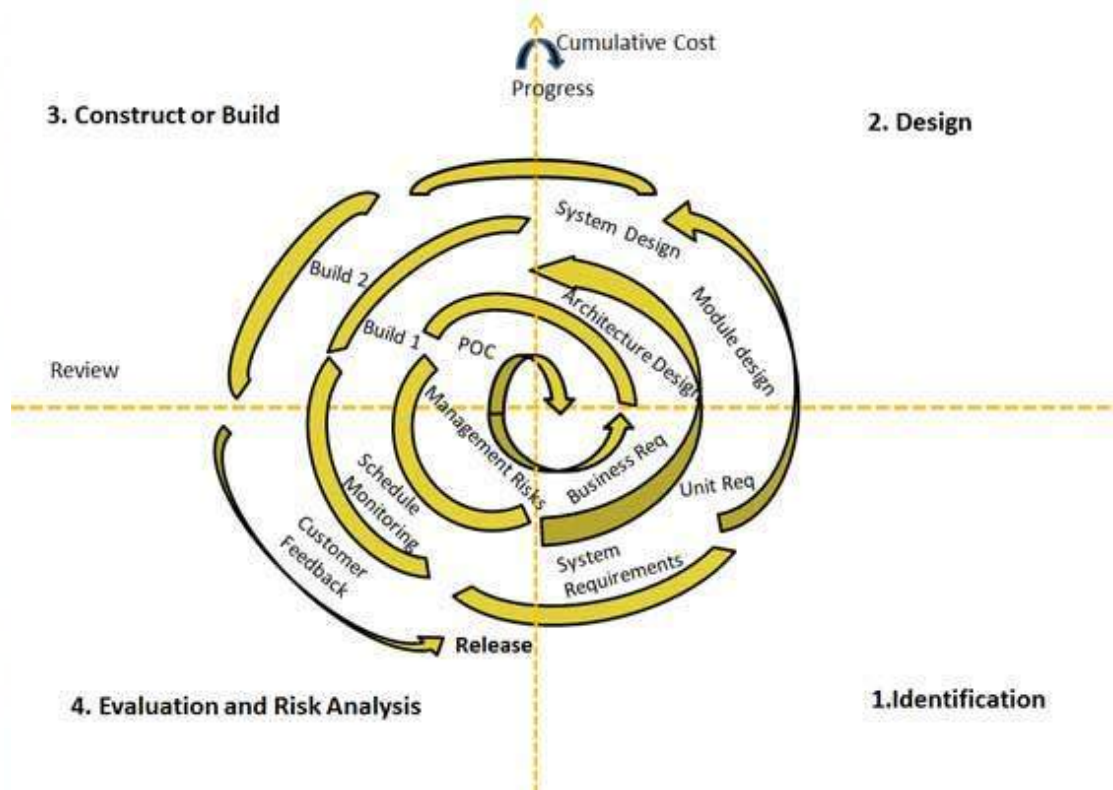 Cumulative Cost
Progress
3. Construct or Build
2. Design
System Design
Build 2
Module design
Architecture Design
Build 1
POC
Review
Management Risks
Business Req
Unit Req
Schedule
Monitoring
System
Requirements
Customer
Feedback
Release
4. Evaluation and Risk Analysis
1.Identification